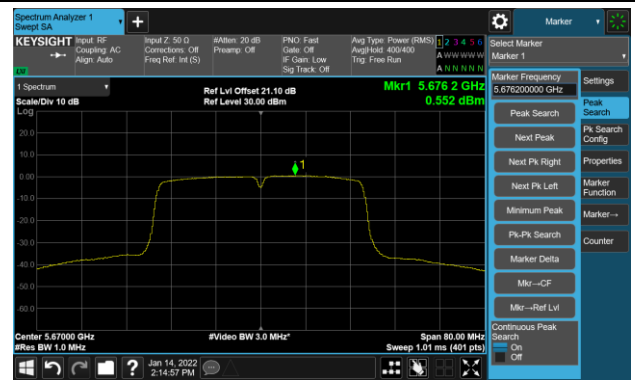 Spectrum Analyzer 1
Swept SA
+
Marker
KEYSIGHT
Input: RF
Coupling: AC
Align: Auto
Input Z: 50 Ω
Corrections: Off
Freq Ref: Int (S)
#Atten: 20 dB
Preamp: Off
PNO: Fast
Gate: Off
IF Gain: Low
Sig Track: Off
Avg Type: Power (RMS)
Avg|Hold: 400/400
Trig: Free Run
1 2 3 4 5 6
A W W W W W
A N N N N N
Select Marker
Marker 1
1 Spectrum
Scale/Div 10 dB
Log
Ref Lvl Offset 21.10 dB
Ref Level 30.00 dBm
Mkr1 5.676 2 GHz
0.552 dBm
20.0
10.0
0.00
-10.0
-20.0
-30.0
-40.0
-50.0
-60.0
1
Center 5.67000 GHz
#Res BW 1.0 MHz
#Video BW 3.0 MHz*
Span 80.00 MHz
Sweep 1.01 ms (401 pts)
Marker Frequency
5.676200000 GHz
Peak Search
Next Peak
Next Pk Right
Next Pk Left
Minimum Peak
Pk-Pk Search
Marker Delta
Mkr→CF
Mkr→Ref Lvl
Continuous Peak
Search
On
Off
Settings
Peak
Search
Pk Search
Config
Properties
Marker
Function
Marker→
Counter
?
Jan 14, 2022
2:14:57 PM